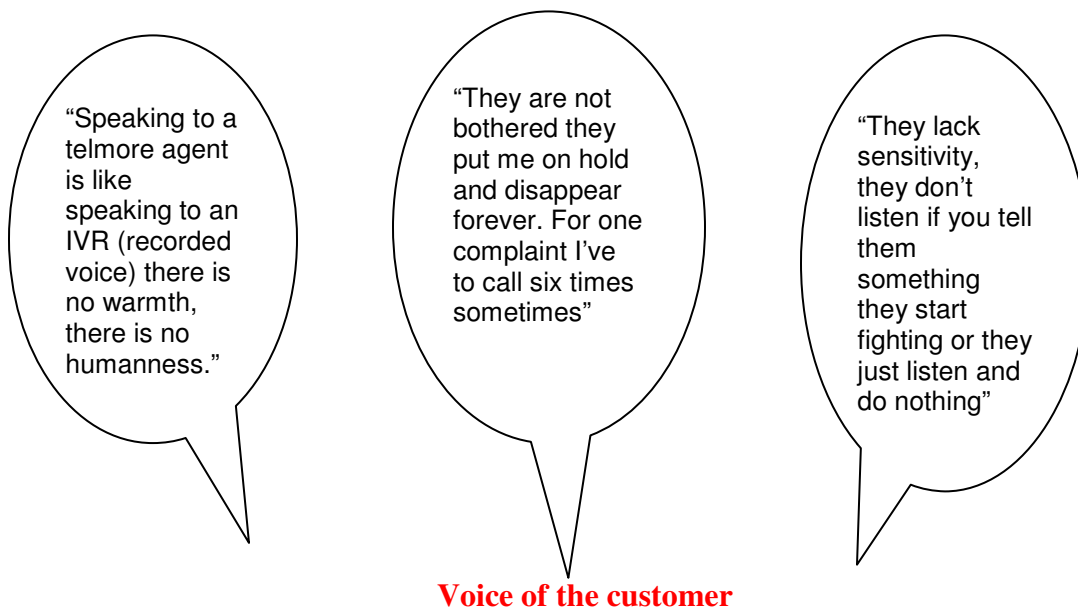 “Speaking to a
telmore agent
is like
speaking to an
IVR (recorded
voice) there is
no warmth,
there is no
humanness.”
“They are not
bothered they
put me on hold
and disappear
forever. For one
complaint I’ve
to call six times
sometimes”
“They lack
sensitivity,
they don’t
listen if you tell
them
something
they start
fighting or they
just listen and
do nothing”
Voice of the customer